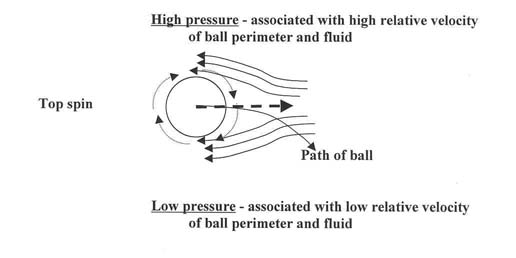 High pressure - associated with high relative velocity
of ball perimeter and fluid
Top spin
Path of ball
Low pressure - associated with low relative velocity
of ball perimeter and fluid